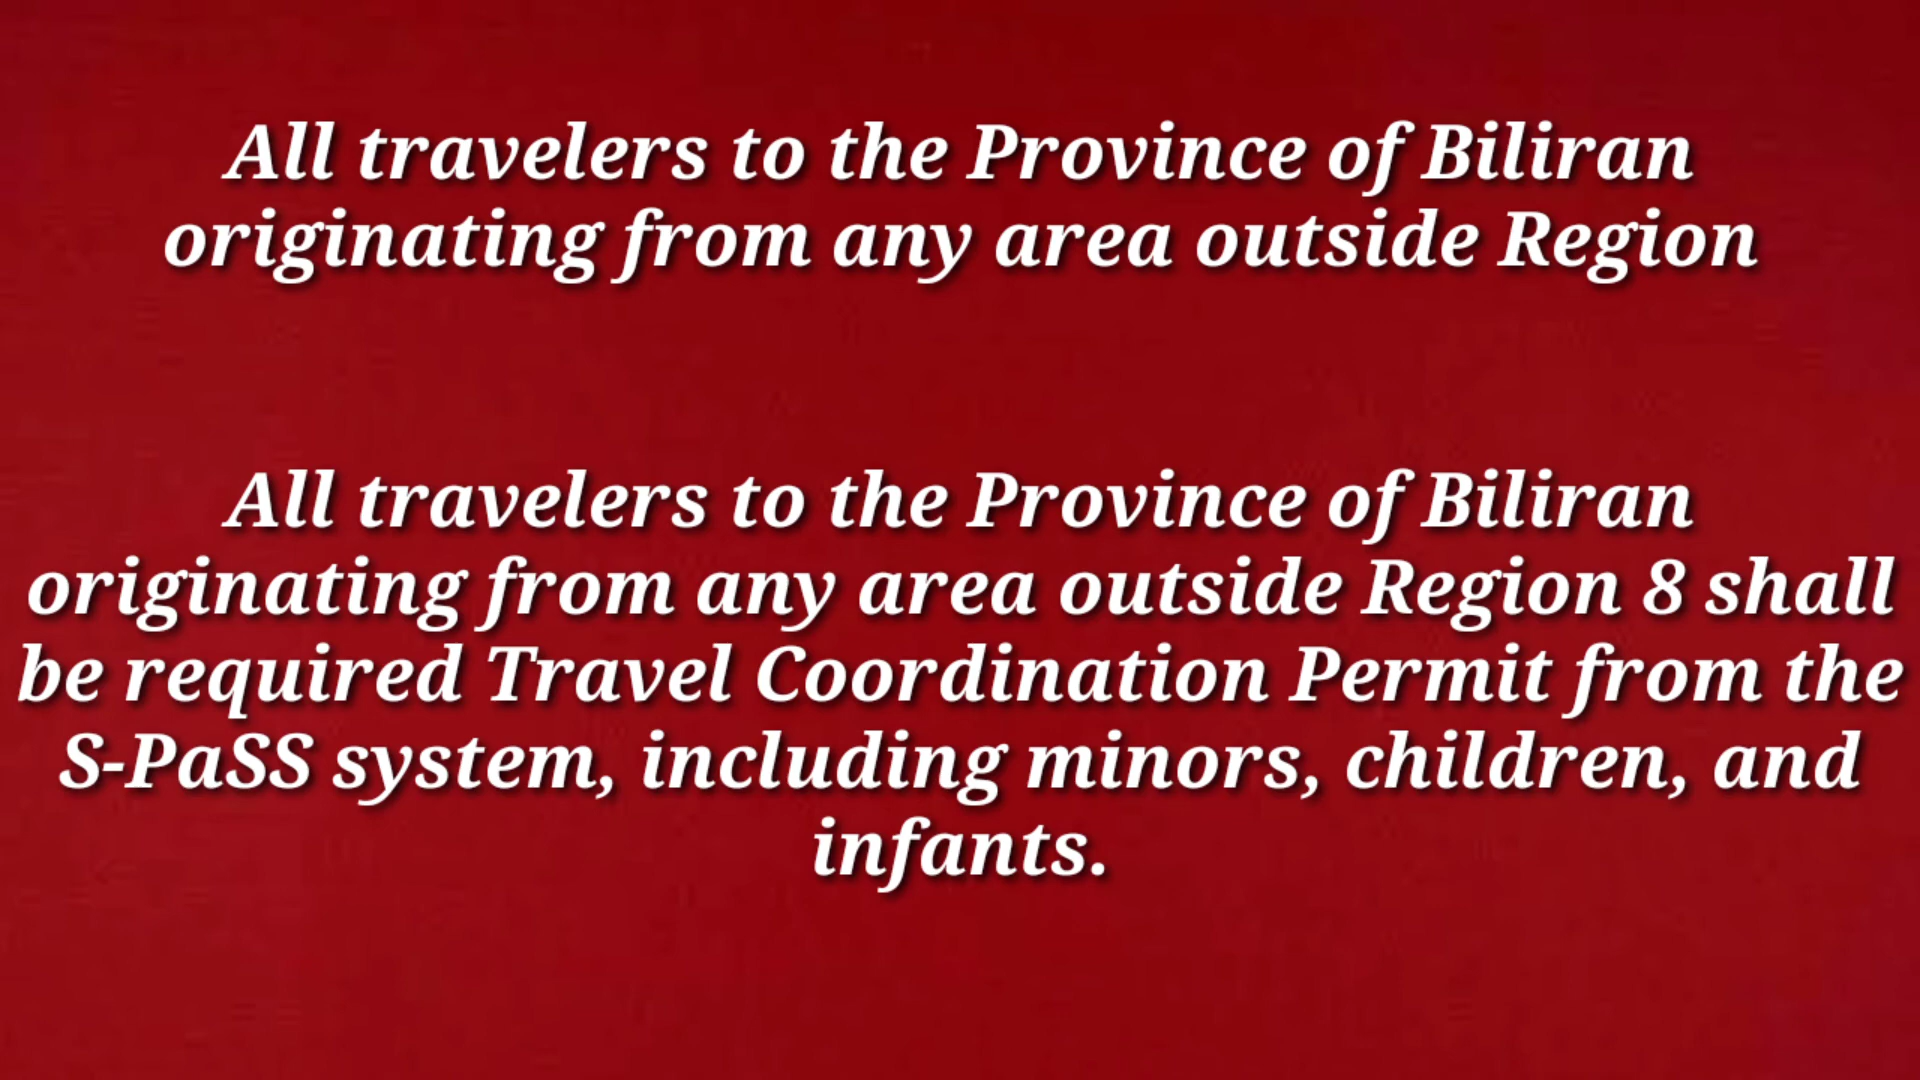 All travelers to the Province of Biliran
originating from any area outside Region
All travelers to the Province of Biliran
originating from any area outside Region 8 shall
be required Travel Coordination Permit from the
S-PaSS system, including minors, children, and
infants.